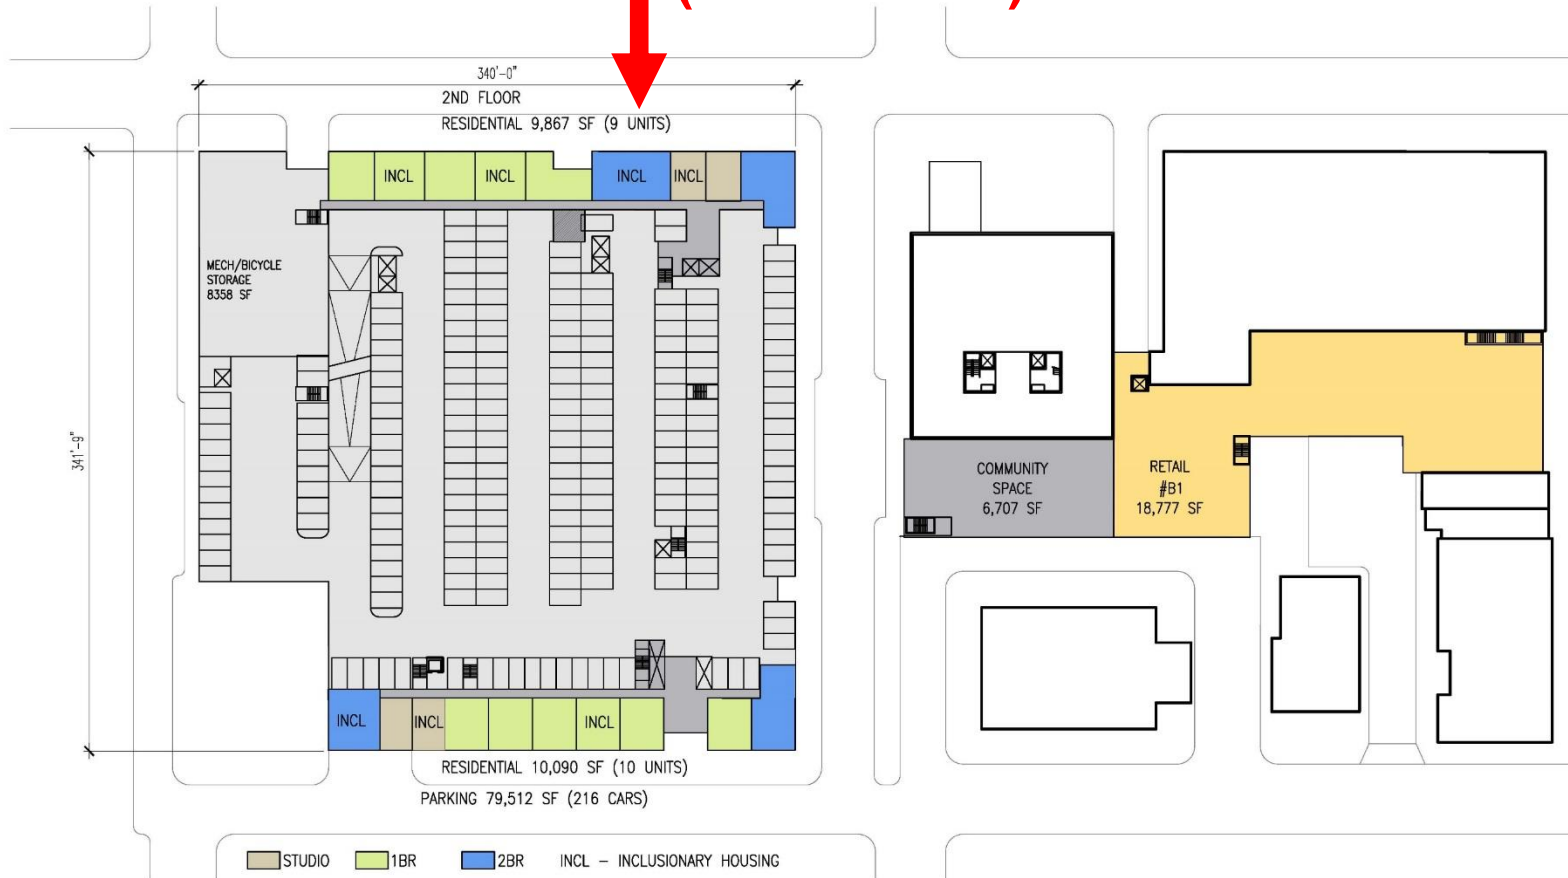 340'-0"
2ND FLOOR
RESIDENTIAL 9,867 SF (9 UNITS)
INCL
INCL
INCL
INCL
MECH/BICYCLE
STORAGE
8358 SF
341'-9"
COMMUNITY
SPACE
6,707 SF
RETAIL
#B1
18,777 SF
INCL
INCL
INCL
RESIDENTIAL 10,090 SF (10 UNITS)
PARKING 79,512 SF (216 CARS)
STUDIO
1BR
2BR
INCL – INCLUSIONARY HOUSING